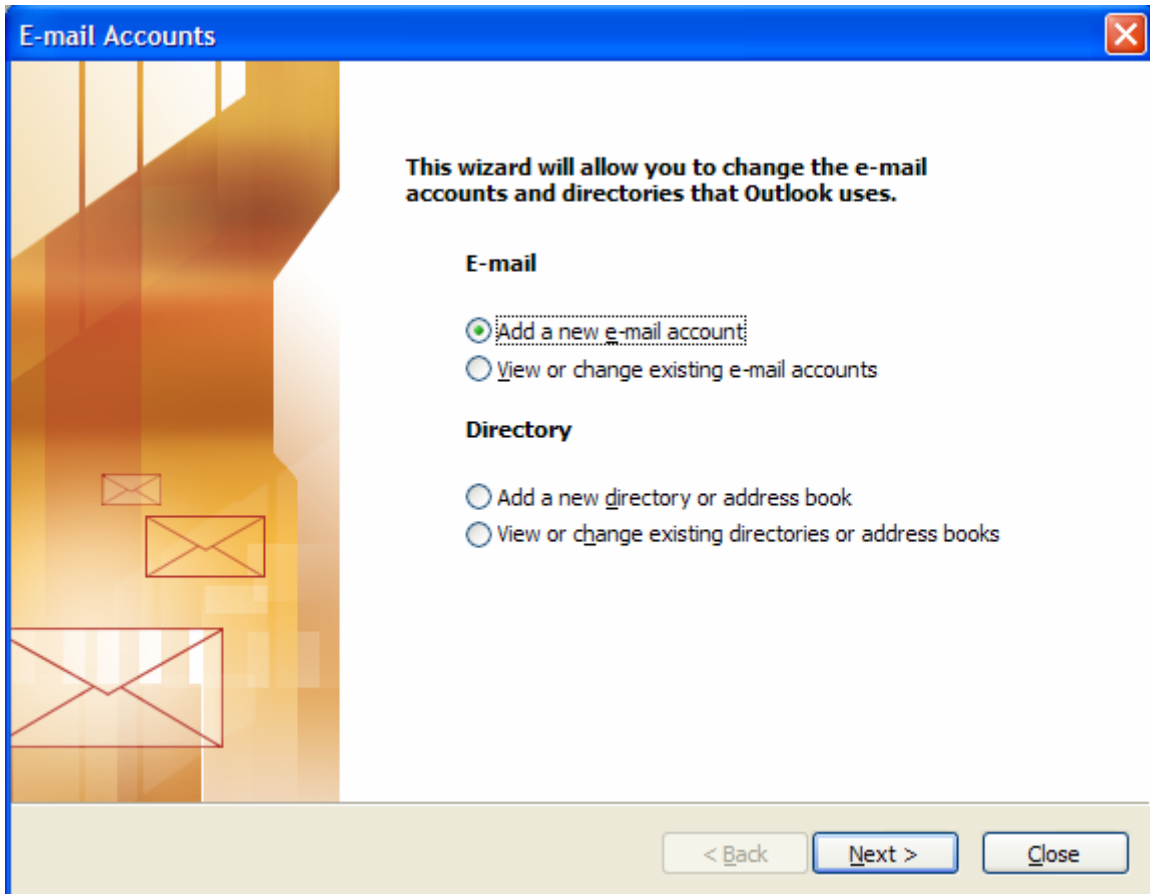 E-mail Accounts
This wizard will allow you to change the e-mail
accounts and directories that Outlook uses.
E-mail
Add a new e-mail account
View or change existing e-mail accounts
Directory
Add a new directory or address book
View or change existing directories or address books
< Back Next > Close